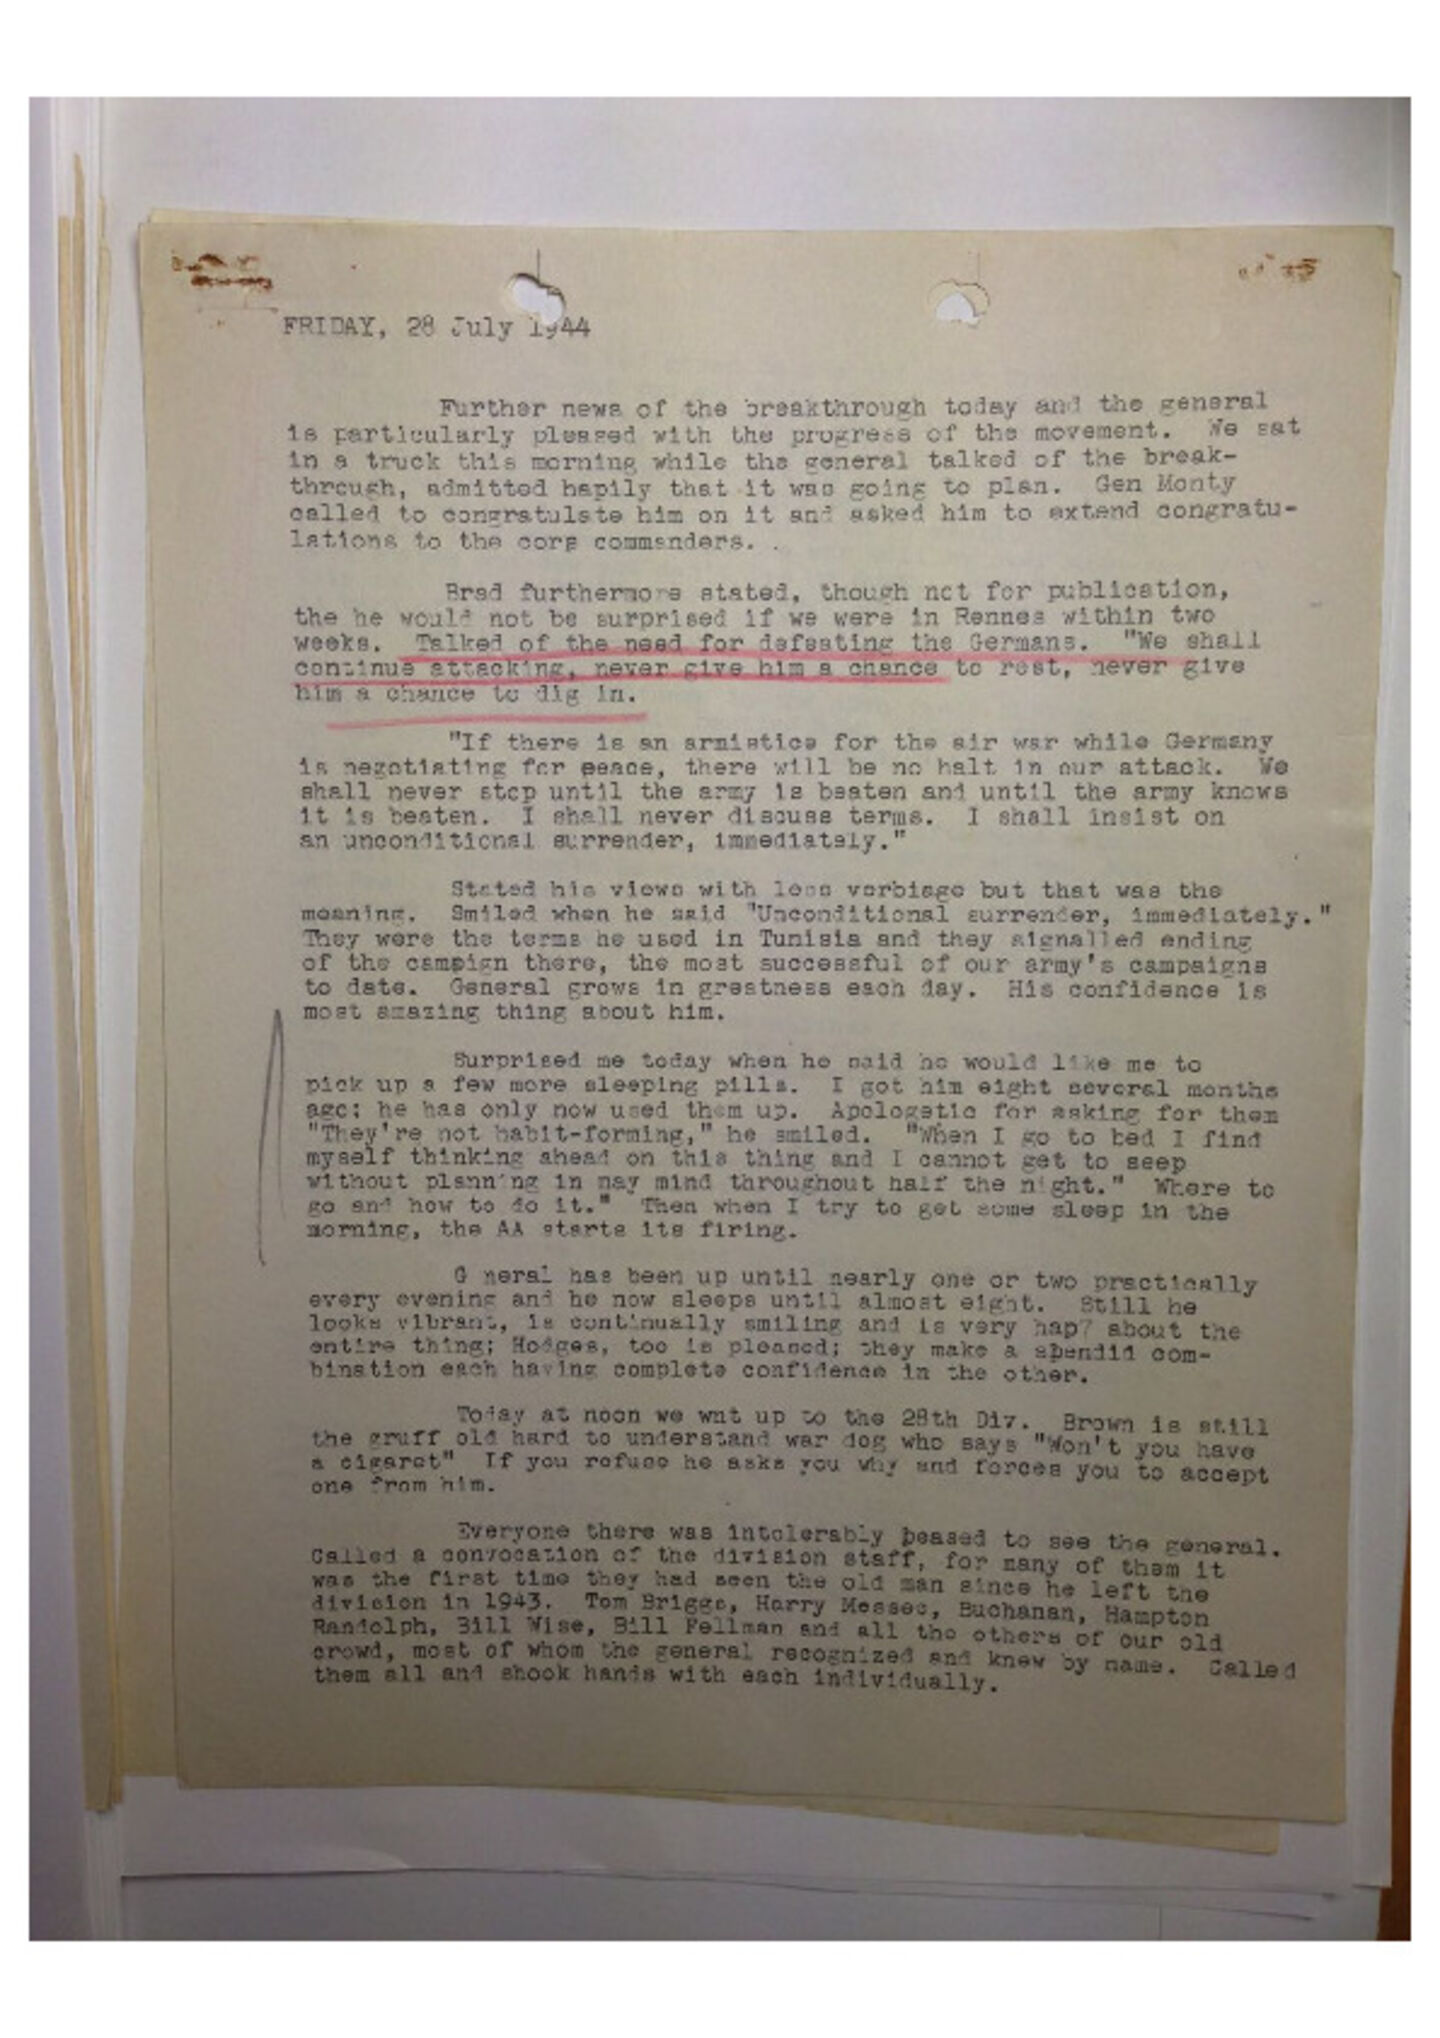 FRIDAY, 28 July 1944
Further news of the breakthrough today and the general
is particularly pleased with the progress of the movement. We sat
in a truck this morning while the general talked of the break-
through, admitted hapily that it was going to plan. Gen Monty
called to congratulate him on it and asked him to extend congratu-
lations to the corps commanders. .
Brad furthermore stated, though not for publication,
the he would not be surprised if we were in Rennes within two
weeks. Talked of the need for defeating the Germans. "We shall
continue attacking, never give him a chance to rest, never give
him a chance to dig in.
"If there is an armistice for the air war while Germany
is negotiating for peace, there will be no halt in our attack. We
shall never stop until the army is beaten and until the army knows
it is beaten. I shall never discuss terms. I shall insist on
an unconditional surrender, immediately."
Stated his views with less verbiage but that was the
meaning. Smiled when he said "Unconditional surrender, immediately."
They were the terms he used in Tunisia and they signalled ending
of the campaign there, the most successful of our army's campaigns
to date. General grows in greatness each day. His confidence is
most amazing thing about him.
Surprised me today when he said he would like me to
pick up a few more sleeping pills. I got him eight several months
ago; he has only now used them up. Apologetic for asking for them
"They're not habit-forming," he smiled. "When I go to bed I find
myself thinking ahead on this thing and I cannot get to seep
without planning in nay mind throughout half the night." Where to
go and how to do it." Then when I try to get some sleep in the
morning, the AA starts its firing.
G neral has been up until nearly one or two practically
every evening and he now sleeps until almost eight. Still he
looks vibrant, is continually smiling and is very hap? about the
entire thing; Hodges, too is pleased; they make a spendid com-
bination each having complete confidence in the other.
Today at noon we wnt up to the 28th Div. Brown is still
the gruff old hard to understand war dog who says "Won't you have
a cigaret" If you refuse he asks you why and forces you to accept
one from him.
Everyone there was intolerably peased to see the general.
Called a convocation of the division staff, for many of them it
was the first time they had seen the old man since he left the
division in 1943. Tom Briggs, Harry Messec, Buchanan, Hampton
Randolph, Bill Wise, Bill Fellman and all the others of our old
crowd, most of whom the general recognized and knew by name. Called
them all and shook hands with each individually.